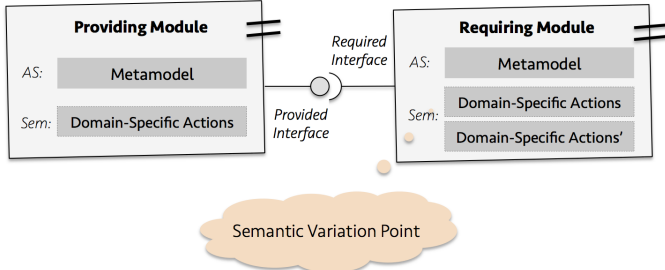 Providing Module
AS:
Metamodel
Sem:
Domain-Specific Actions
Required
Interface
Provided
Interface
Requiring Module
AS:
Metamodel
Sem:
Domain-Specific Actions
Domain-Specific Actions’
Semantic Variation Point